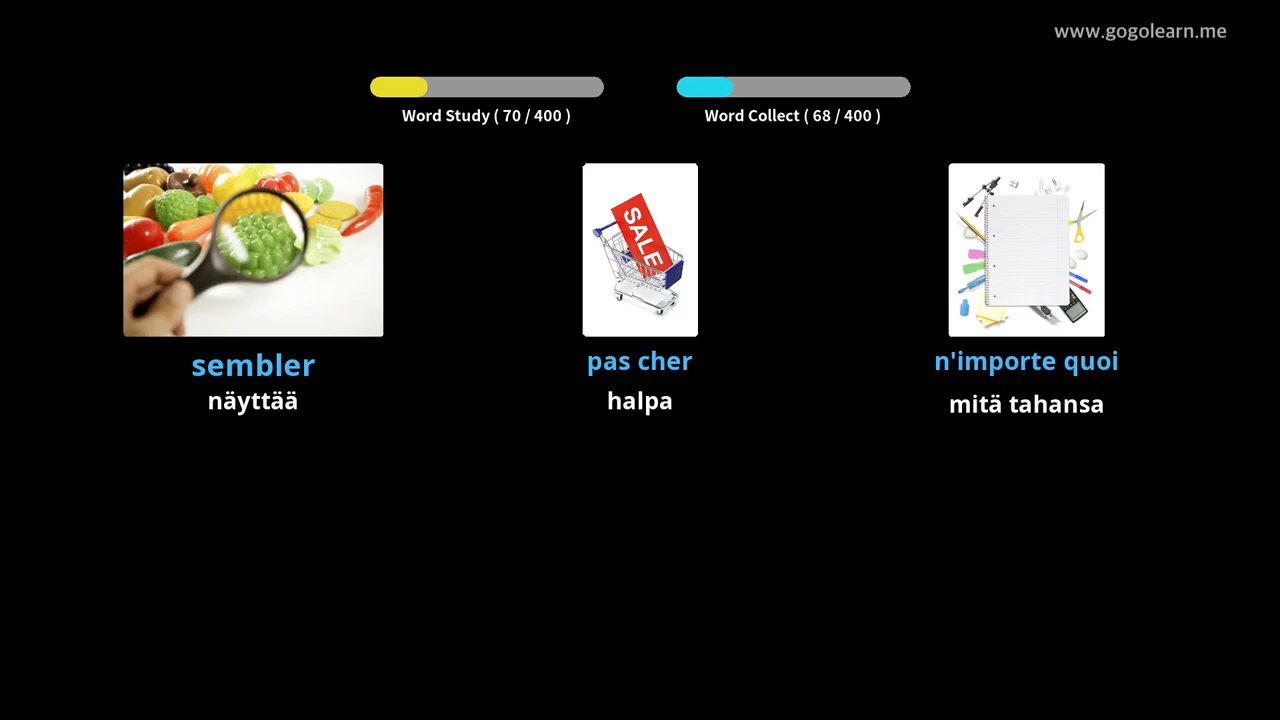 www.gogolearn.me
Word Study ( 70 / 400 )
Word Collect ( 68 / 400 )
SALE
sembler
pas cher
n'importe quoi
näyttää
halpa
mitä tahansa